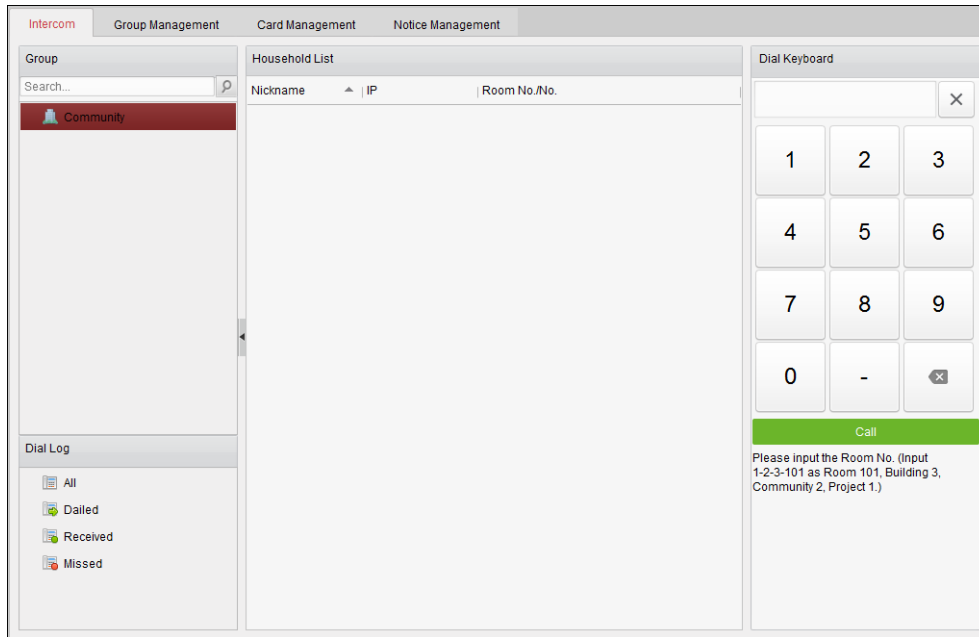 Intercom
Group Management
Card Management
Notice Management
Group
Search...
Community
Dial Log
All
Dailed
Received
Missed
Household List
Nickname
IP
Room No./No.
Dial Keyboard
1 2 3
4 5 6
7 8 9
0 -
Call
Please input the Room No. (Input
1-2-3-101 as Room 101, Building 3,
Community 2, Project 1.)